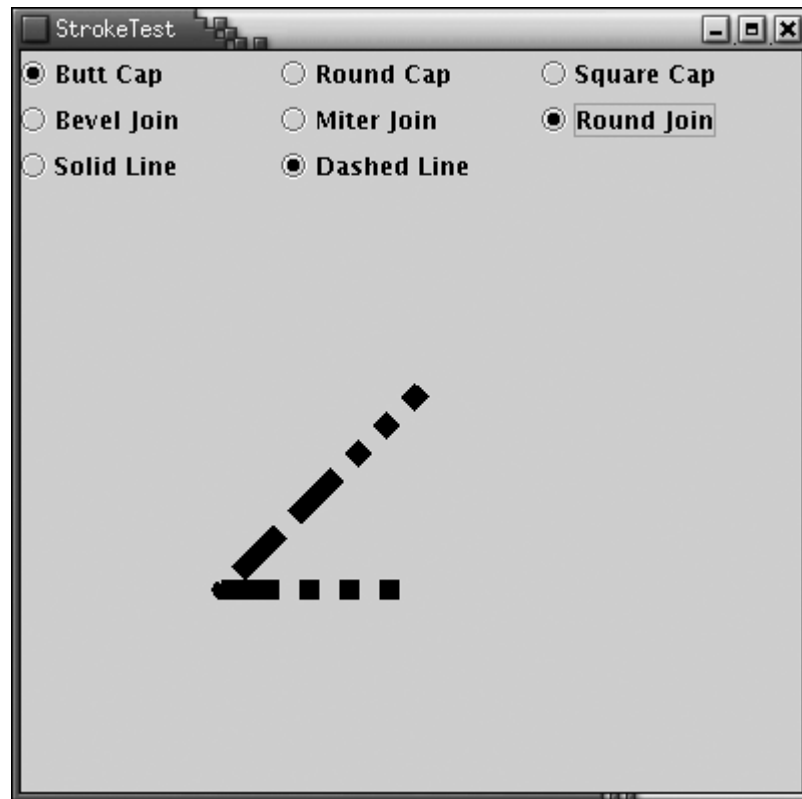 StrokeTest
Butt Cap Round Cap Square Cap
Bevel Join Miter Join Round Join
Solid Line Dashed Line